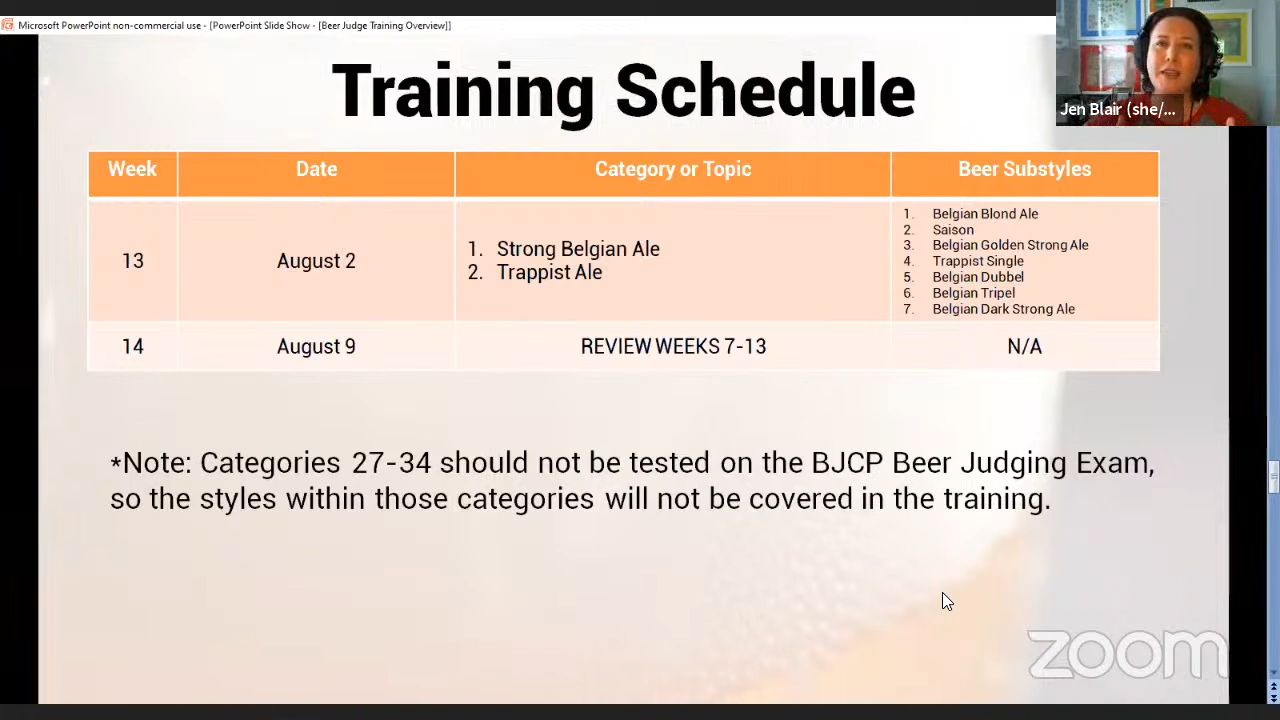 Microsoft PowerPoint non-commercial use - [PowerPoint Slide Show - [Beer Judge Training Overview]]
Jen Blair (she/...
Training Schedule
Week Date Category or Topic Beer Substyles
13 August 2
1. Strong Belgian Ale
2. Trappist Ale
1. Belgian Blond Ale
2. Saison
3. Belgian Golden Strong Ale
4. Trappist Single
5. Belgian Dubbel
6. Belgian Tripel
7. Belgian Dark Strong Ale
14 August 9 REVIEW WEEKS 7-13 N/A
*Note: Categories 27-34 should not be tested on the BJCP Beer Judging Exam,
so the styles within those categories will not be covered in the training.
zoom